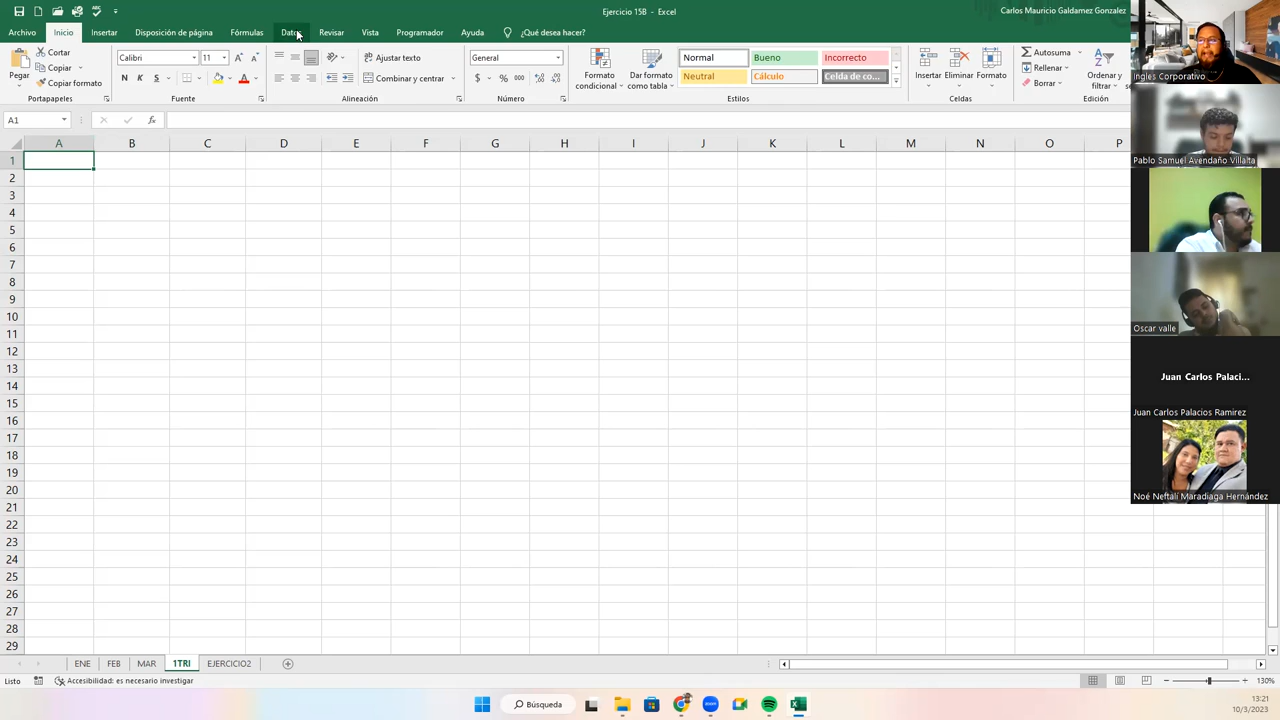 Ejercicio 15B - Excel
Carlos Mauricio Galdamez Gonzalez
Archivo Inicio Insertar Disposición de página Fórmulas Datos Revisar Vista Programador Ayuda ¿Qué desea hacer?
Pegar
Cortar
Copiar
Copiar formato
Portapapeles
Calibri 11
N K S
Fuente
Ajustar texto
Combinar y centrar
Alineación
General
$ % 000
Número
Formato condicional
Dar formato como tabla
Normal Bueno Incorrecto
Neutral Cálculo Celda de co...
Estilos
Insertar Eliminar Formato
Celdas
Autosuma
Rellenar
Borrar
Ordenar y filtrar
Edición
A1
fx
A B C D E F G H I J K L M N O P
1
2
3
4
5
6
7
8
9
10
11
12
13
14
15
16
17
18
19
20
21
22
23
24
25
26
27
28
29
Ingles Corporativo
Pablo Samuel Avendaño Villalta
Oscar valle
Juan Carlos Palaci...
Juan Carlos Palacios Ramirez
Noé Neftalí Maradiaga Hernández
ENE FEB MAR 1TRI EJERCICIO2
Listo
Accesibilidad: es necesario investigar
130%
Búsqueda
13:21
10/3/2023